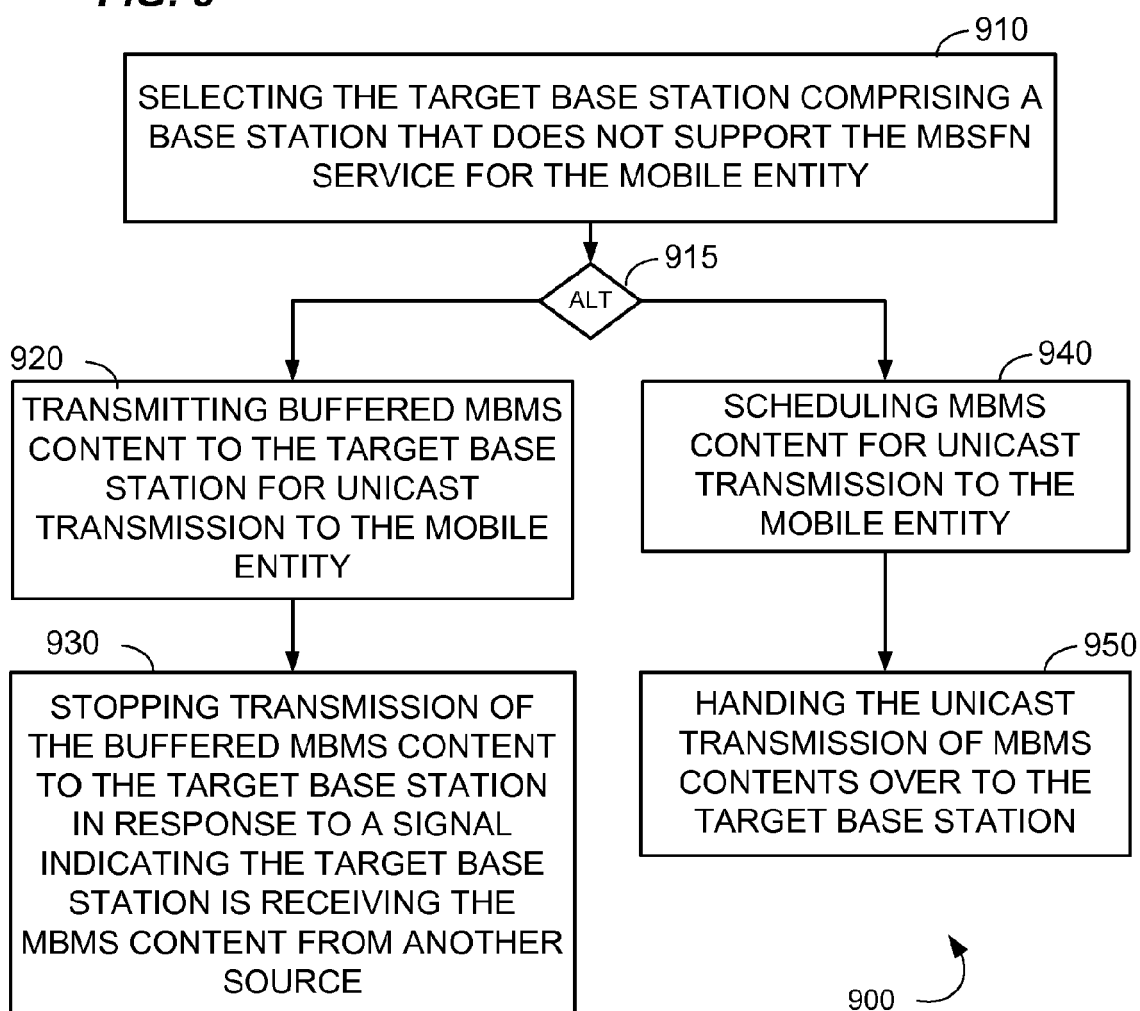 910
SELECTING THE TARGET BASE STATION COMPRISING A
BASE STATION THAT DOES NOT SUPPORT THE MBSFN
SERVICE FOR THE MOBILE ENTITY
915
ALT
920
TRANSMITTING BUFFERED MBMS
CONTENT TO THE TARGET BASE
STATION FOR UNICAST
TRANSMISSION TO THE MOBILE
ENTITY
930
STOPPING TRANSMISSION OF
THE BUFFERED MBMS CONTENT
TO THE TARGET BASE STATION
IN RESPONSE TO A SIGNAL
INDICATING THE TARGET BASE
STATION IS RECEIVING THE
MBMS CONTENT FROM ANOTHER
SOURCE
940
SCHEDULING MBMS
CONTENT FOR UNICAST
TRANSMISSION TO THE
MOBILE ENTITY
950
HANDING THE UNICAST
TRANSMISSION OF MBMS
CONTENTS OVER TO THE
TARGET BASE STATION
900